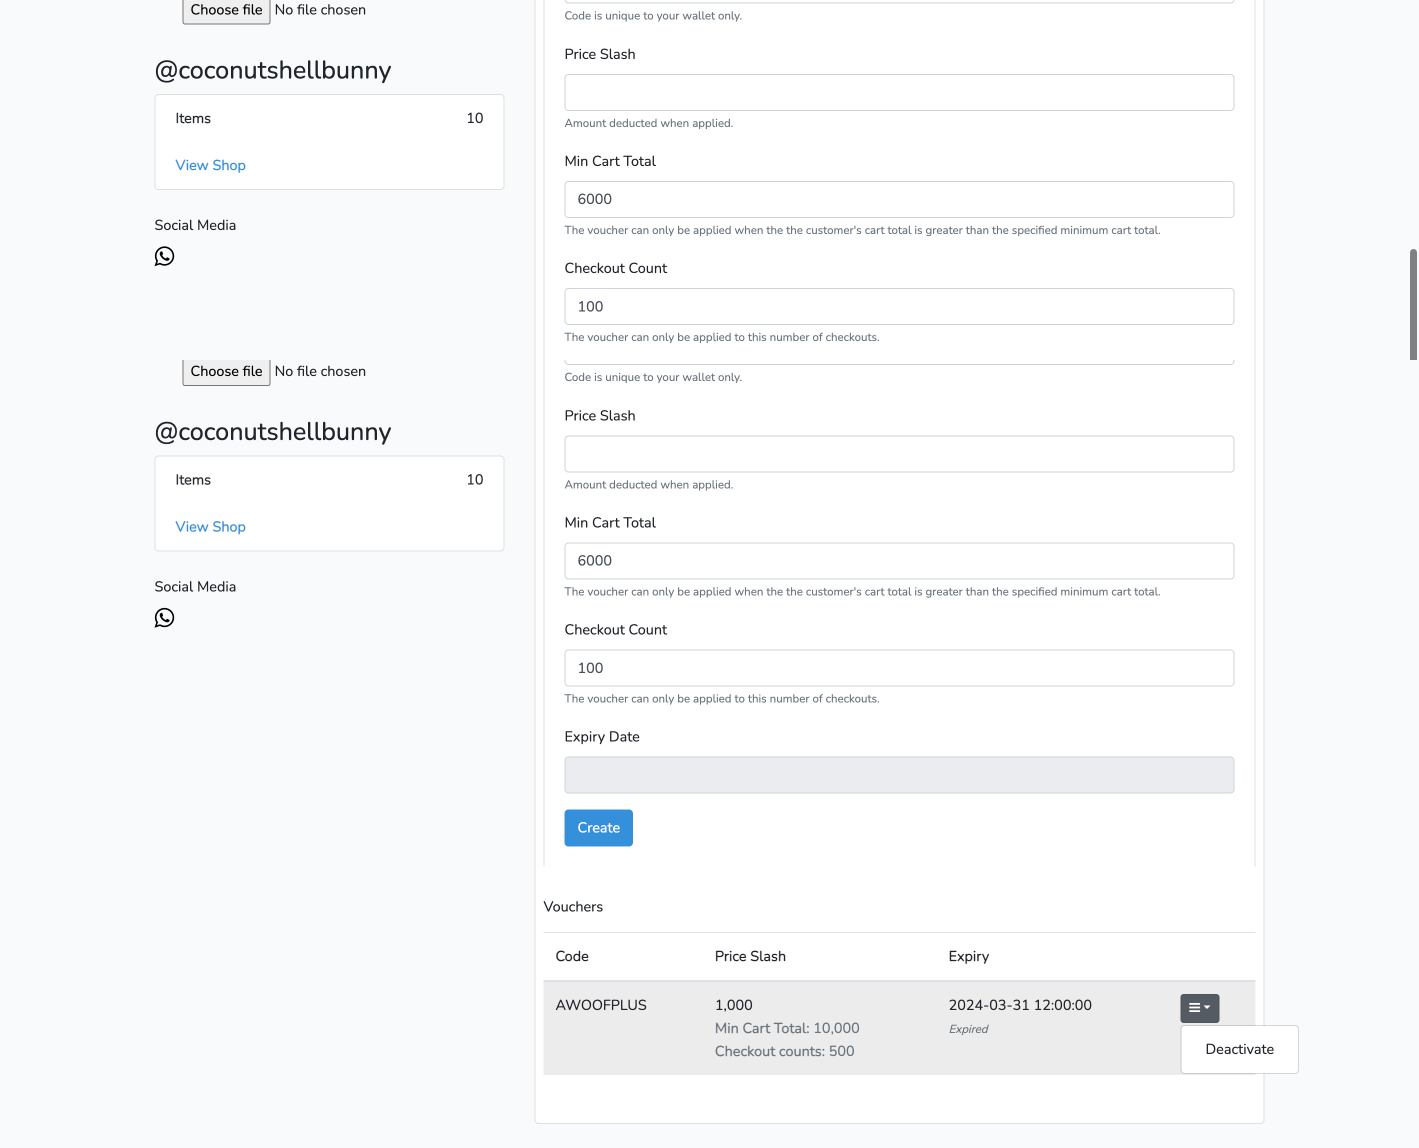 Choose file No file chosen
Code is unique to your wallet only.
@coconutshellbunny
Price Slash
Items 10
Amount deducted when applied.
View Shop
Min Cart Total
6000
Social Media
The voucher can only be applied when the the customer's cart total is greater than the specified minimum cart total.
Checkout Count
100
The voucher can only be applied to this number of checkouts.
Choose file No file chosen
Code is unique to your wallet only.
@coconutshellbunny
Price Slash
Items 10
Amount deducted when applied.
View Shop
Min Cart Total
6000
Social Media
The voucher can only be applied when the the customer's cart total is greater than the specified minimum cart total.
Checkout Count
100
The voucher can only be applied to this number of checkouts.
Expiry Date
Create
Vouchers
Code Price Slash Expiry
AWOOFPLUS 1,000 2024-03-31 12:00:00
Min Cart Total: 10,000 Expired
Checkout counts: 500 Deactivate